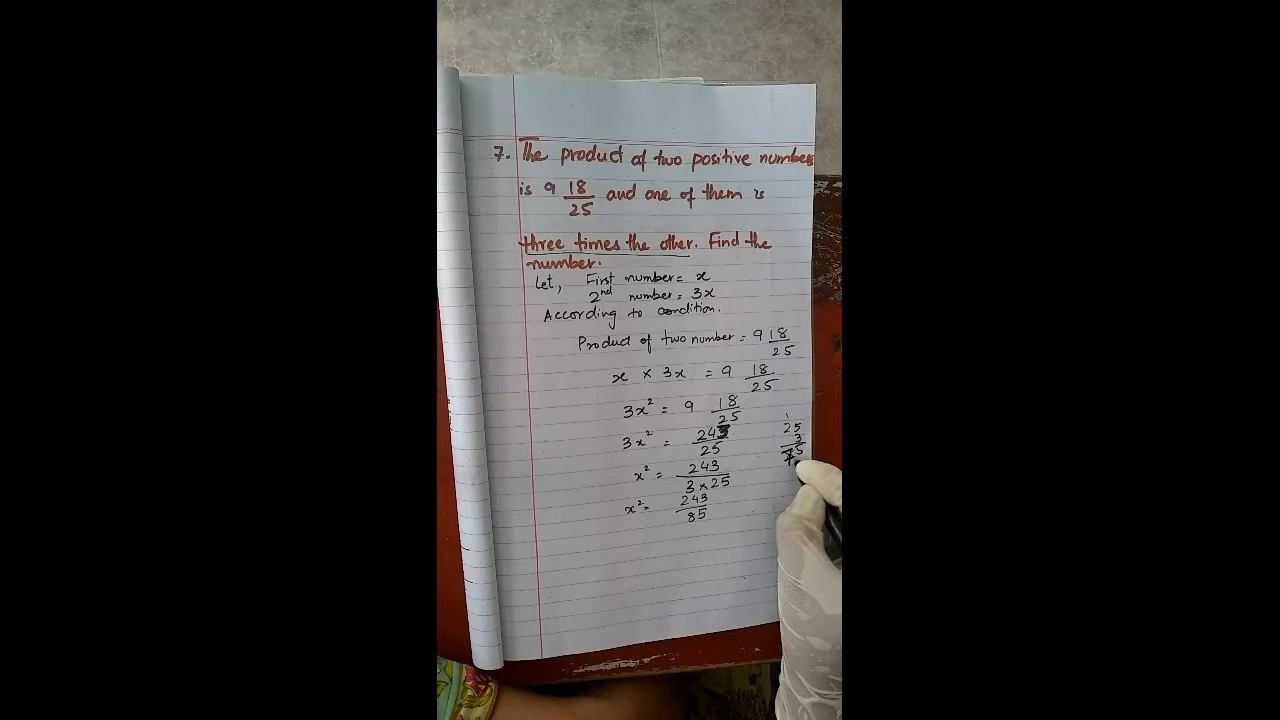 7. The product of two positive numbers
is 9 18/25 and one of them is
three times the other. Find the
number.
Let, First number = x
2nd number = 3x
According to condition.
Product of two number = 9 18/25
x × 3x = 9 18/25
3x² = 9 18/25
3x² = 243/25
x² = 243/3×25
x² = 243/85
1
25
3
75